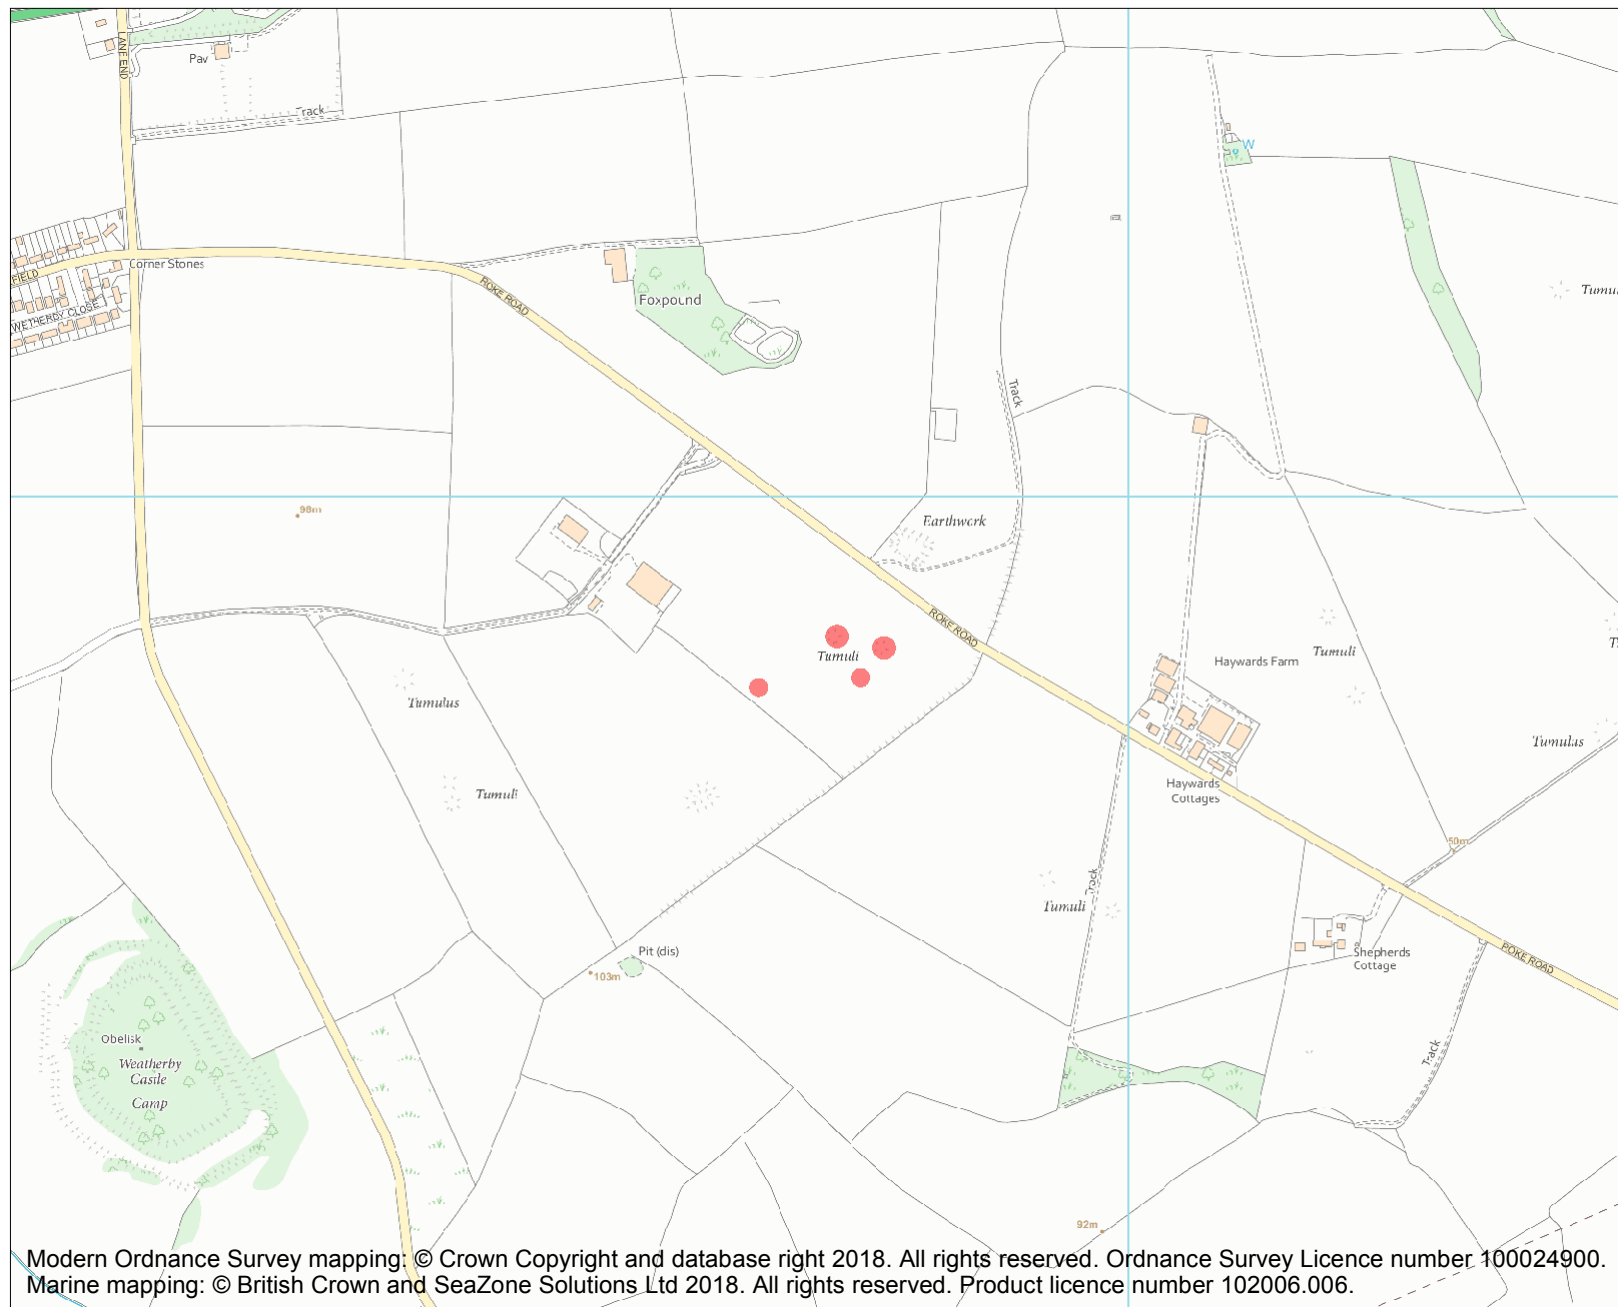 LANE END
Pav
Track
W
Corner Stones
FIELD
WETHERBY CLOSE
ROKE ROAD
Foxpound
Tumu
Track
98m
Earthwork
ROKE ROAD
Tumuli
Haywards Farm
Tumuli
T
Tumulus
Tumulus
Tumuli
Haywards
Cottages
50m
Track
Tumuli
Pit (dis)
103m
Shepherds
Cottage
ROKE ROAD
Obelisk
Weatherby
Castle
Camp
Track
92m
Modern Ordnance Survey mapping: © Crown Copyright and database right 2018. All rights reserved. Ordnance Survey Licence number 100024900.
Marine mapping: © British Crown and SeaZone Solutions Ltd 2018. All rights reserved. Product licence number 102006.006.